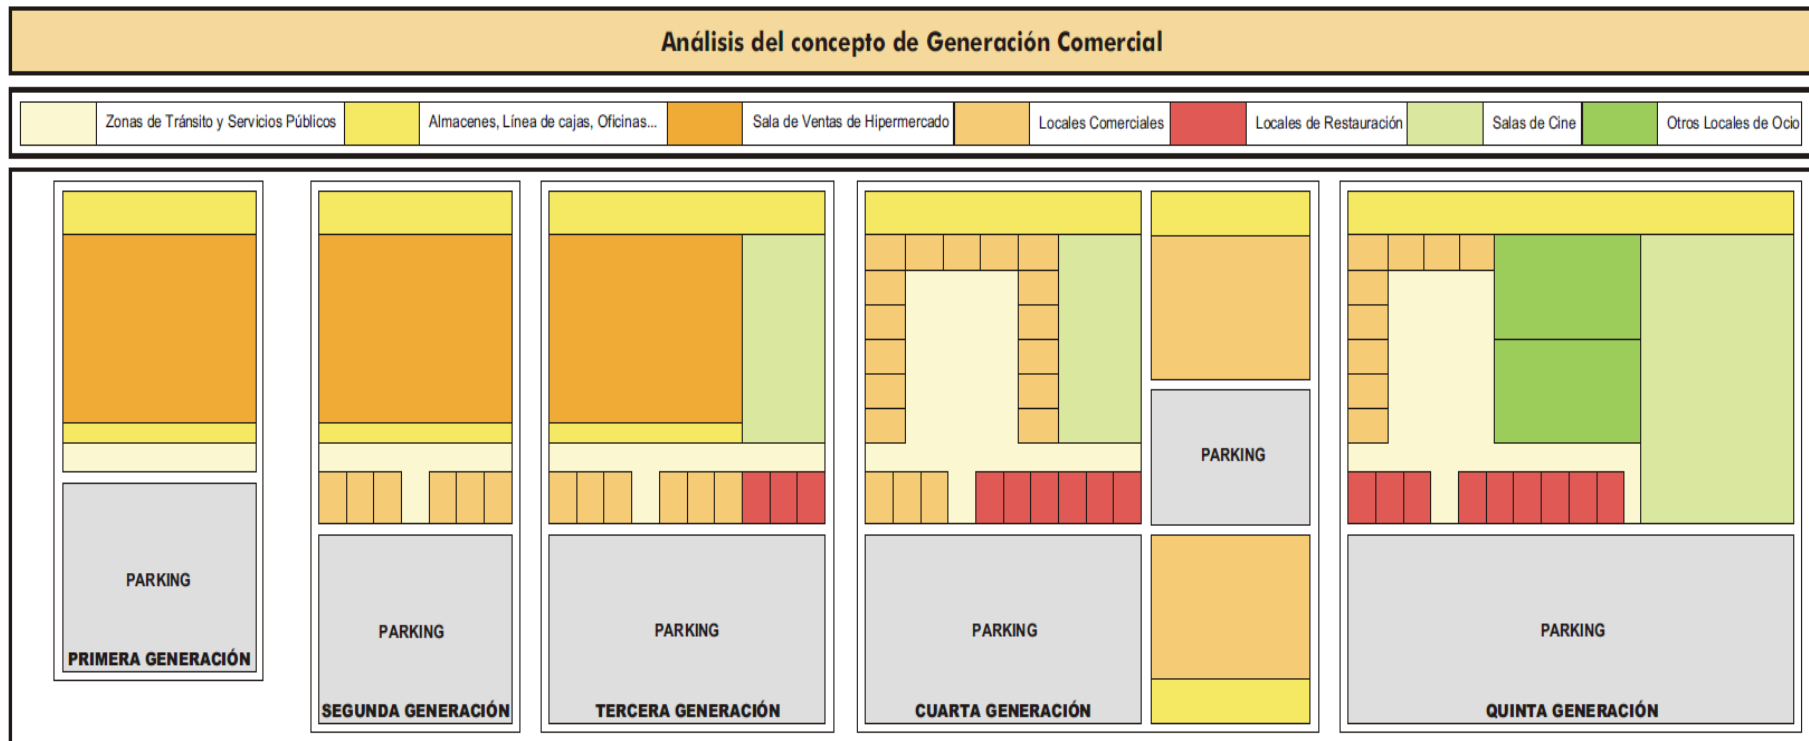 Análisis del concepto de Generación Comercial
Zonas de Tránsito y Servicios Públicos
Almacenes, Línea de cajas, Oficinas...
Sala de Ventas de Hipermercado
Locales Comerciales
Locales de Restauración
Salas de Cine
Otros Locales de Ocio
PARKING
PRIMERA GENERACIÓN
PARKING
SEGUNDA GENERACIÓN
PARKING
TERCERA GENERACIÓN
PARKING
PARKING
CUARTA GENERACIÓN
PARKING
QUINTA GENERACIÓN